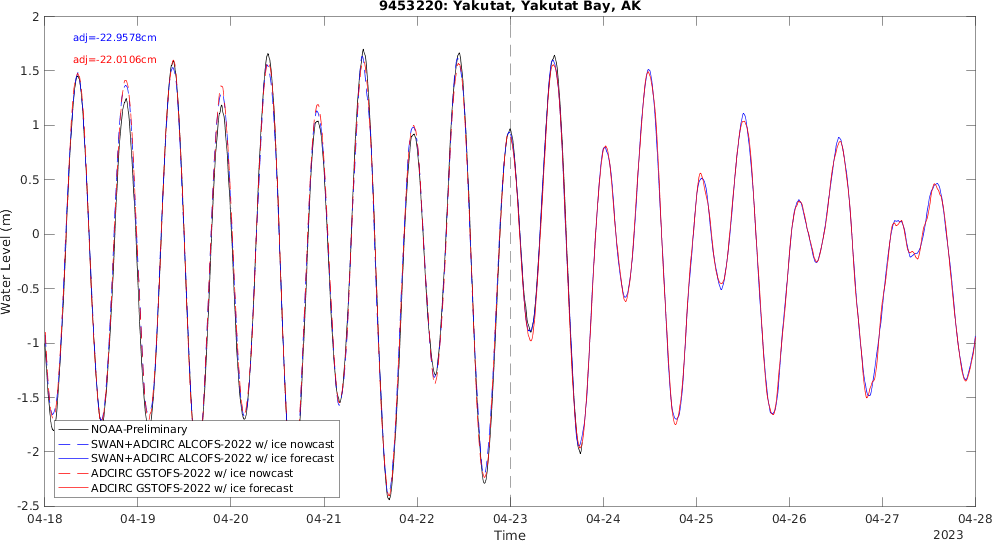 9453220: Yakutat, Yakutat Bay, AK
adj=-22.9578cm
adj=-22.0106cm
Water Level (m)
2
1.5
1
0.5
0
-0.5
-1
-1.5
-2
-2.5
NOAA-Preliminary
SWAN+ADCIRC ALCOFS-2022 w/ ice nowcast
SWAN+ADCIRC ALCOFS-2022 w/ ice forecast
ADCIRC GSTOFS-2022 w/ ice nowcast
ADCIRC GSTOFS-2022 w/ ice forecast
04-18 04-19 04-20 04-21 04-22 04-23 04-24 04-25 04-26 04-27 04-28
Time
2023